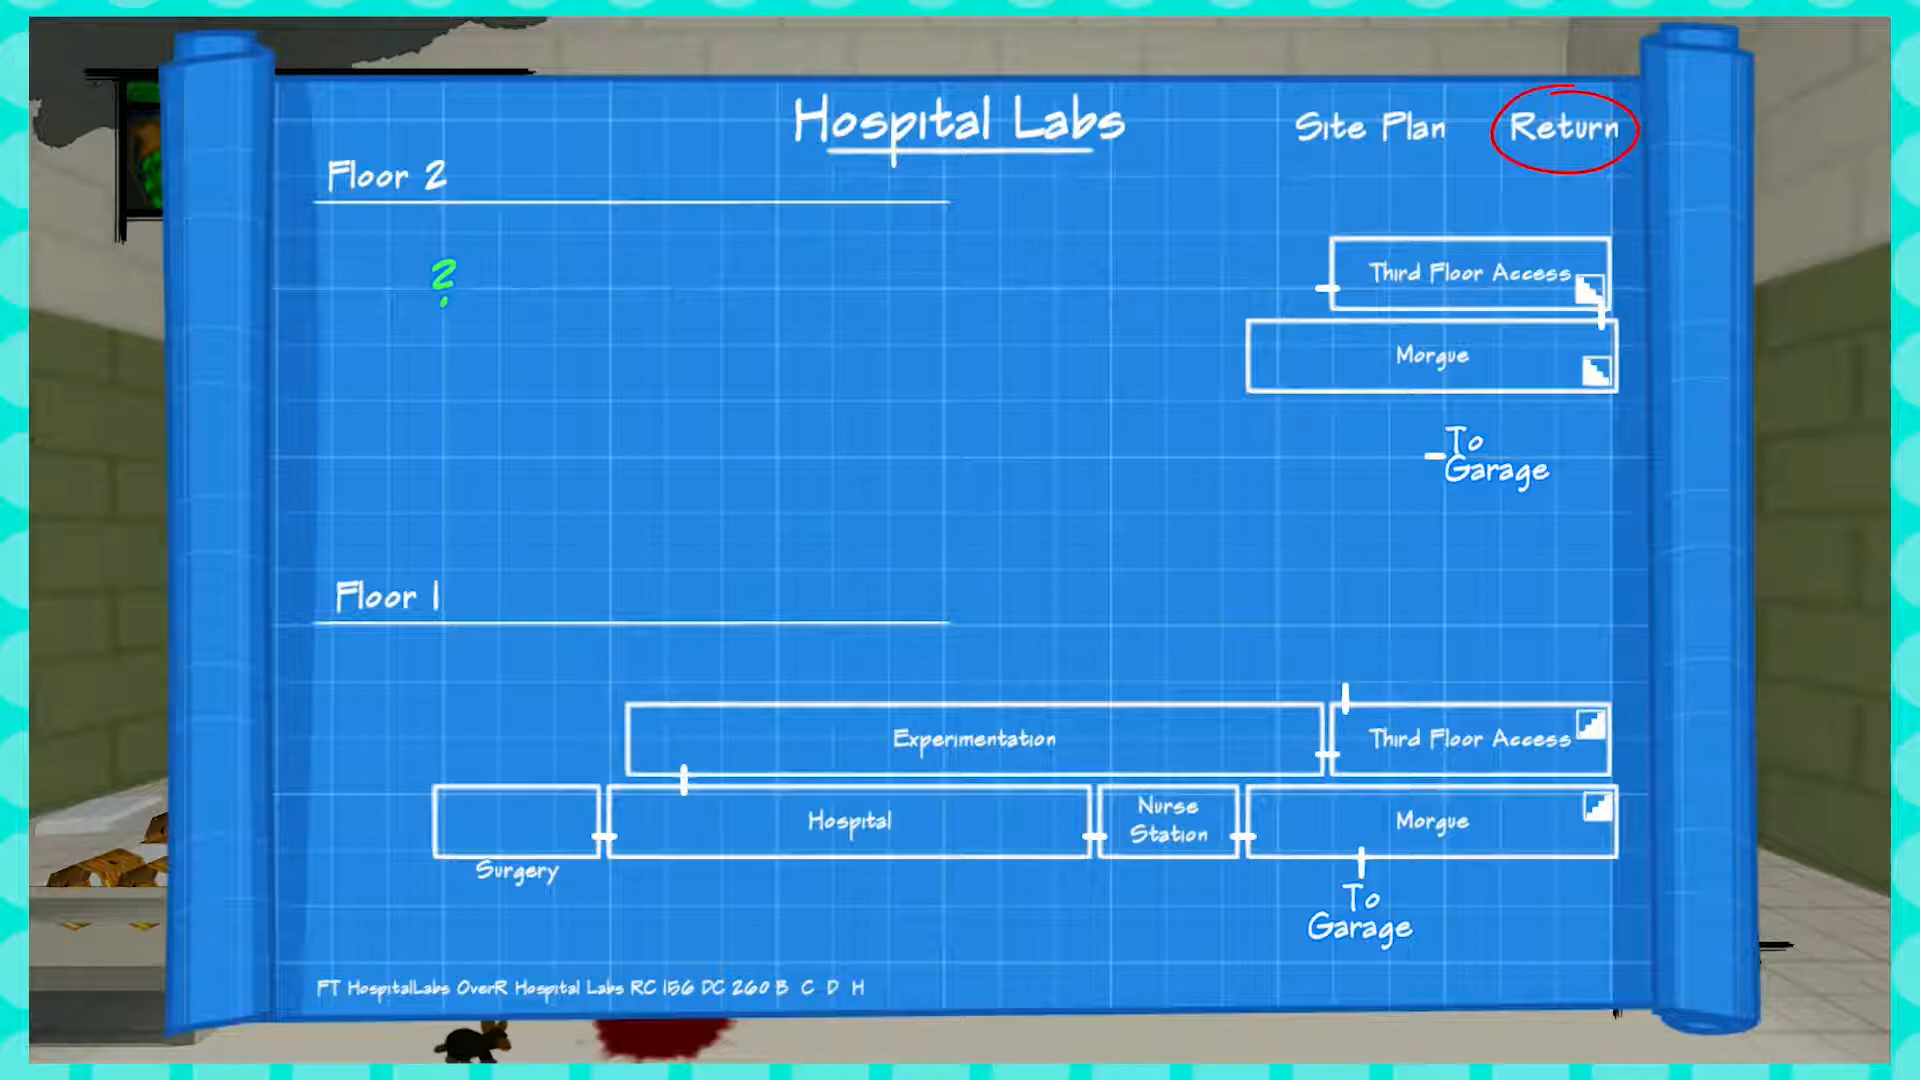 Hospital Labs
Site Plan
Return
Floor 2
?
Third Floor Access
Morgue
To
Garage
Floor 1
Experimentation
Third Floor Access
Hospital
Nurse
Station
Morgue
Surgery
To
Garage
FT HospitalLabs OverR Hospital Labs RC 156 DC 260 B C D H